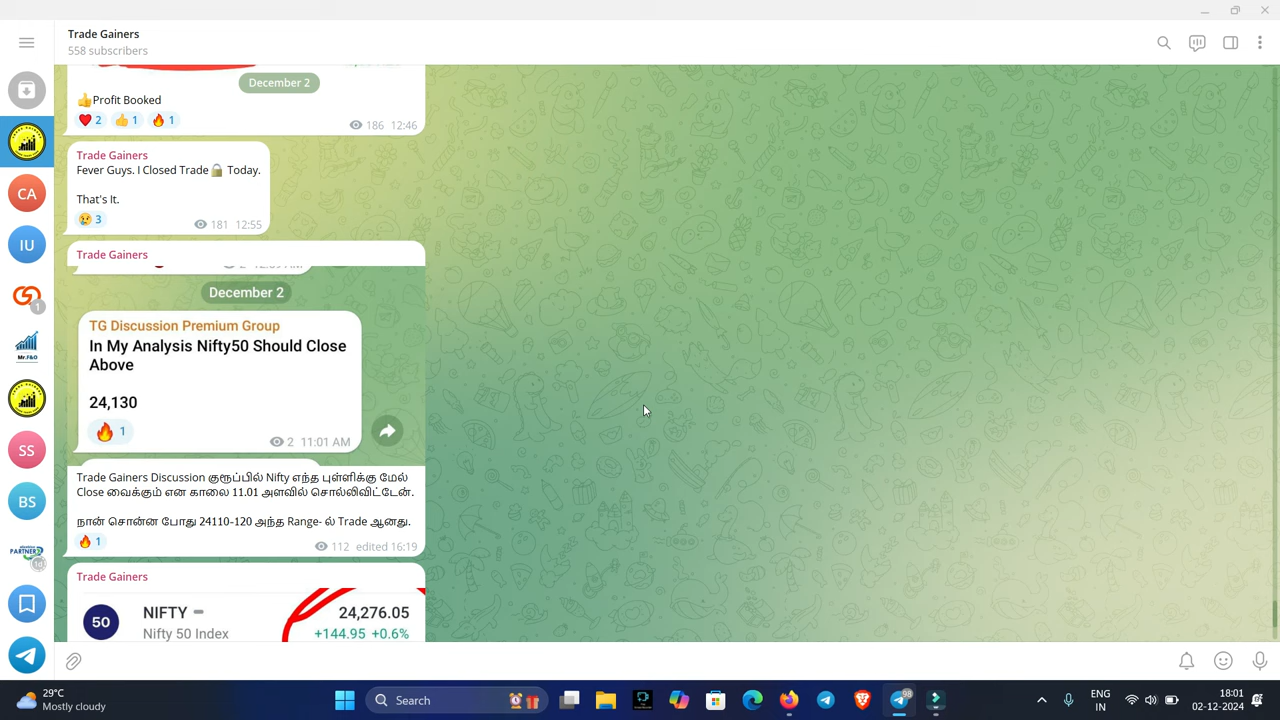 Trade Gainers
558 subscribers
December 2
👍Profit Booked
❤️ 2 👍 1 🔥 1
186 12:46
Trade Gainers
Fever Guys. I Closed Trade🔒 Today.
That's It.
😢 3
181 12:55
Trade Gainers
December 2
TG Discussion Premium Group
In My Analysis Nifty50 Should Close
Above
24,130
🔥 1
2 11:01 AM
Trade Gainers Discussion குரூப்பில் Nifty எந்த புள்ளிக்கு மேல்
Close வைக்கும் என காலை 11.01 அளவில் சொல்லிவிட்டேன்.
நான் சொன்ன போது 24110-120 அந்த Range- ல் Trade ஆனது.
🔥 1
112 edited 16:19
Trade Gainers
50 NIFTY 24,276.05
Nifty 50 Index +144.95 +0.6%
CA
IU
1
Mr.F&O
SS
BS
PARTNER
1d
29°C
Mostly cloudy
Search
98
ENG
IN
18:01
02-12-2024